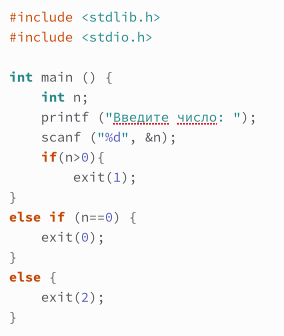 #include <stdlib.h>
#include <stdio.h>
int main () {
int n;
printf ("Введите число: ");
scanf ("%d", &n);
if(n>0){
exit(1);
}
else if (n==0) {
exit(0);
}
else {
exit(2);
}